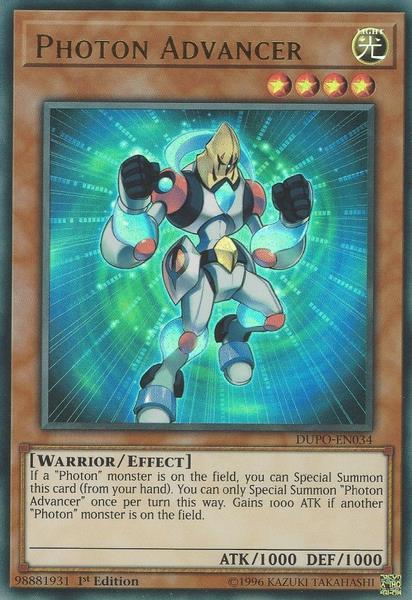 PHOTON ADVANCER
LIGHT
光
DUPO-EN034
[WARRIOR/EFFECT]
If a "Photon" monster is on the field, you can Special Summon
this card (from your hand). You can only Special Summon "Photon
Advancer" once per turn this way. Gains 1000 ATK if another
"Photon" monster is on the field.
ATK/1000 DEF/1000
98881931 1st Edition ©1996 KAZUKI TAKAHASHI